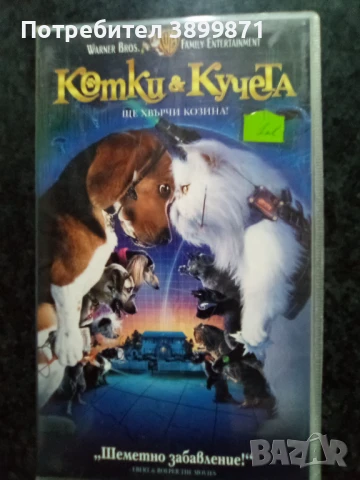 Потребител 3899871
WARNER BROS. FAMILY ENTERTAINMENT
Котки & Кучета
ЩЕ ХВЪРЧИ КОЗИНА!
„Шеметно забавление!"
EBERT & ROEPER THE MOVIES
bazar